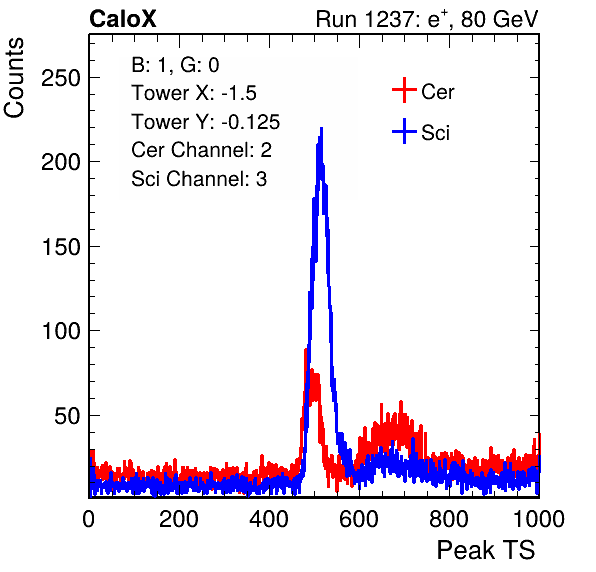 CaloX Run 1237: e⁺, 80 GeV
Counts
B: 1, G: 0
Tower X: -1.5
Tower Y: -0.125
Cer Channel: 2
Sci Channel: 3
Cer
Sci
250
200
150
100
50
0 200 400 600 800 1000
Peak TS